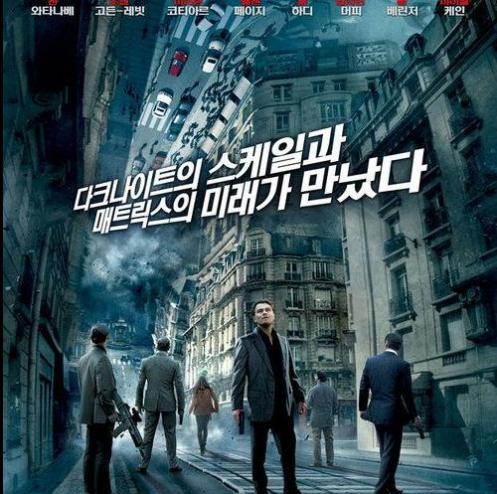 와타나베 고든-레빗 코티아르 페이지 하디 머피 베린저 케인
다크나이트의 스케일과
매트릭스의 미래가 만났다